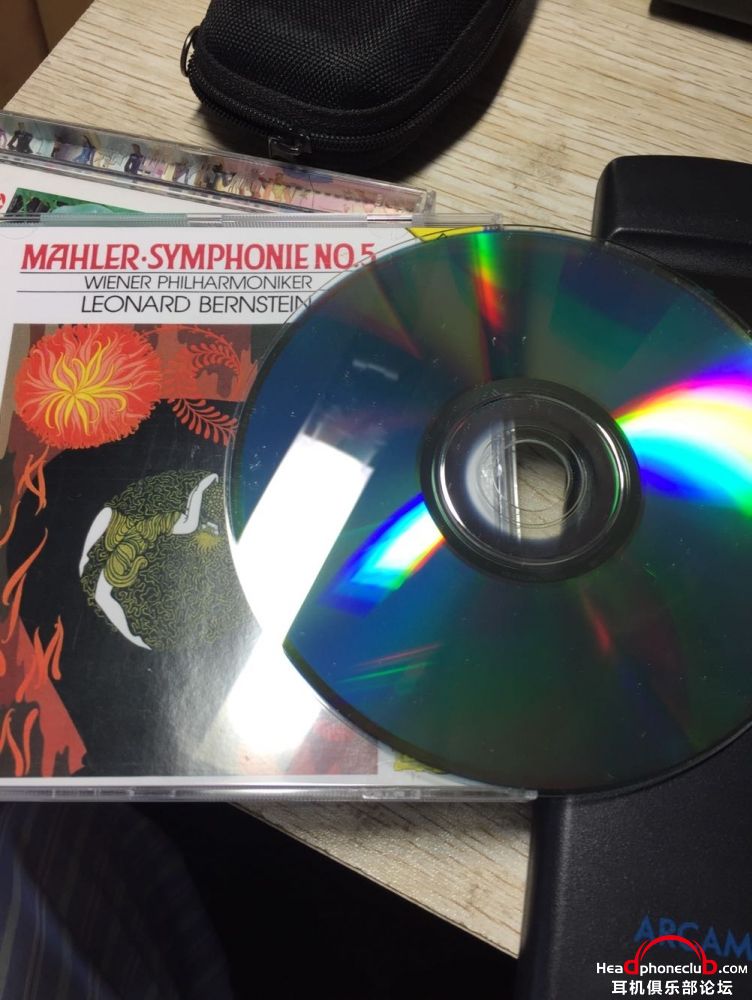 MAHLER·SYMPHONIE NO.5
WIENER PHILHARMONIKER
LEONARD BERNSTEIN
ARCAM
Headphoneclub.com
耳机俱乐部论坛